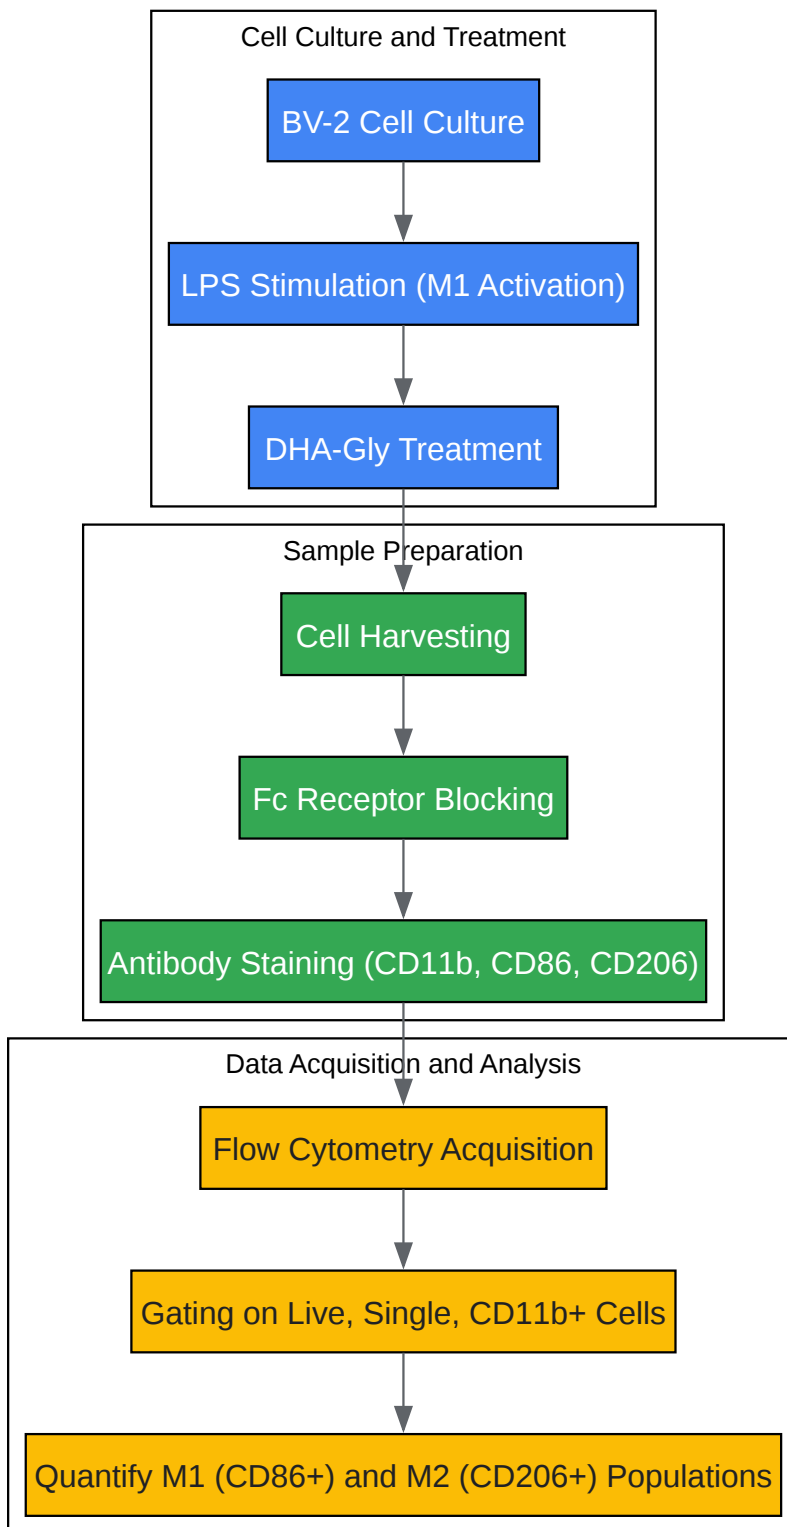 Cell Culture and Treatment
BV-2 Cell Culture
LPS Stimulation (M1 Activation)
DHA-Gly Treatment
Sample Preparation
Cell Harvesting
Fc Receptor Blocking
Antibody Staining (CD11b, CD86, CD206)
Data Acquisition and Analysis
Flow Cytometry Acquisition
Gating on Live, Single, CD11b+ Cells
Quantify M1 (CD86+) and M2 (CD206+) Populations